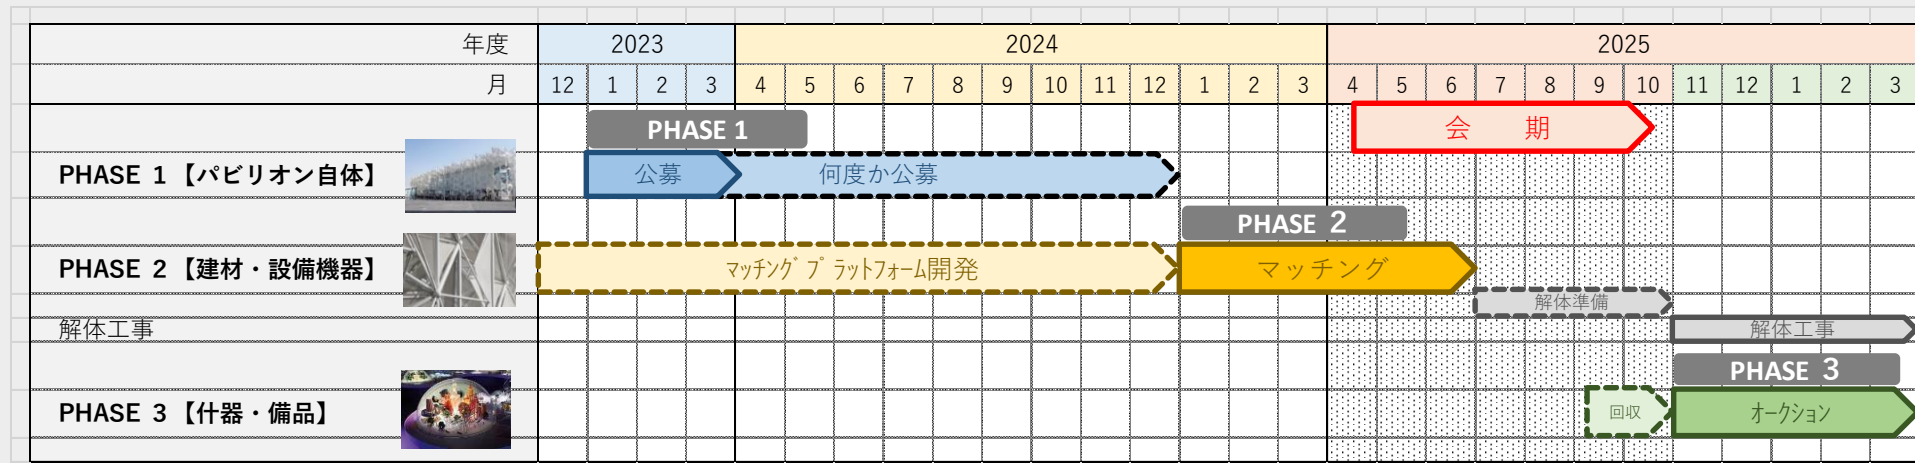 年度 2023 2024 2025
月 12 1 2 3 4 5 6 7 8 9 10 11 12 1 2 3 4 5 6 7 8 9 10 11 12 1 2 3
PHASE 1 会 期
PHASE 1【パビリオン自体】 公募 何度か公募
PHASE 2
PHASE 2【建材・設備機器】 ﾏｯﾁﾝｸﾞﾌﾟﾗｯﾄﾌｫｰﾑ開発 マッチング
解体準備
解体工事 解体工事
PHASE 3
PHASE 3【什器・備品】 回収 ｵｰｸｼｮﾝ